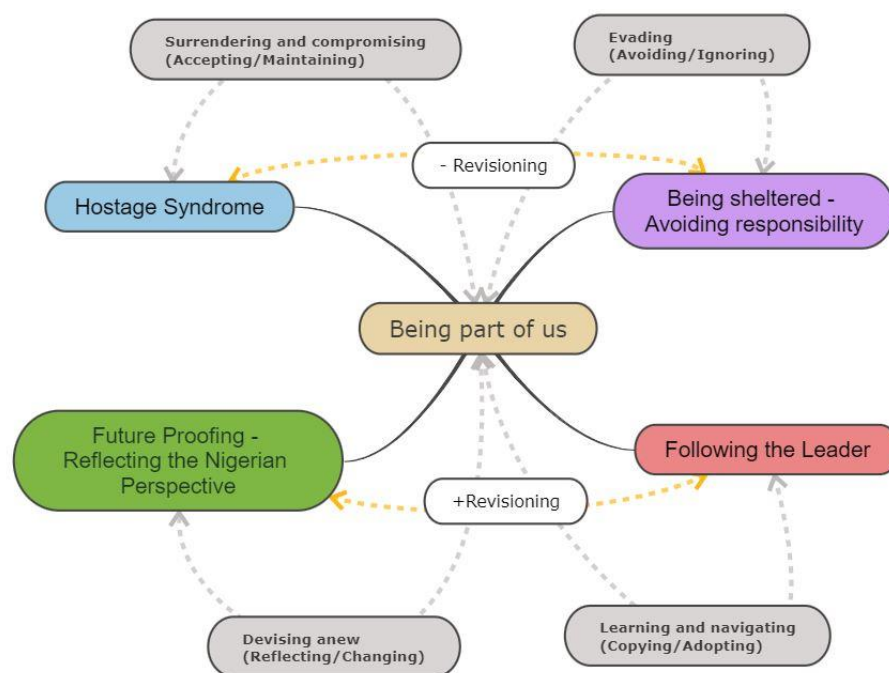 Surrendering and compromising
(Accepting/Maintaining)
Evading
(Avoiding/Ignoring)
- Revisioning
Hostage Syndrome
Being sheltered -
Avoiding responsibility
Being part of us
Future Proofing -
Reflecting the Nigerian
Perspective
Following the Leader
+Revisioning
Devising anew
(Reflecting/Changing)
Learning and navigating
(Copying/Adopting)